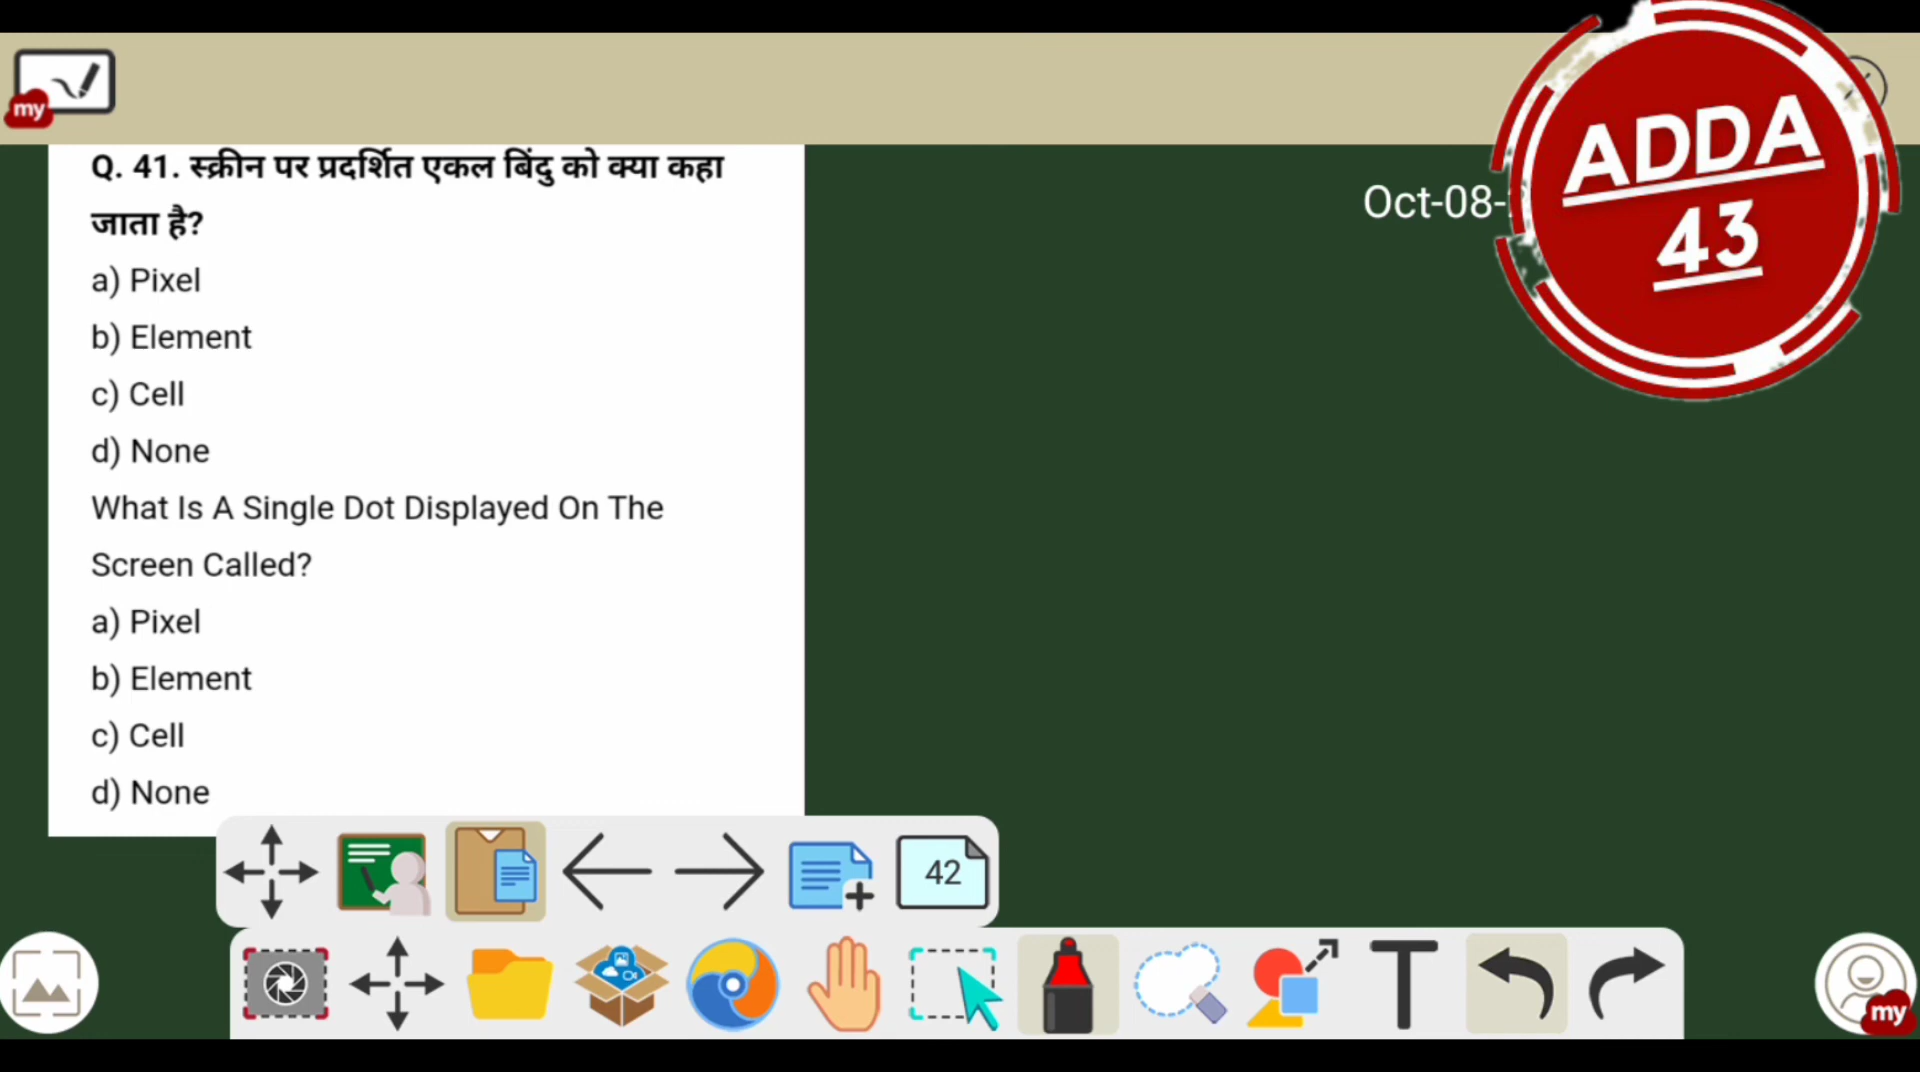 my
ADDA
43
Oct-08-
Q. 41. स्क्रीन पर प्रदर्शित एकल बिंदु को क्या कहा
जाता है?
a) Pixel
b) Element
c) Cell
d) None
What Is A Single Dot Displayed On The
Screen Called?
a) Pixel
b) Element
c) Cell
d) None
42
T
my